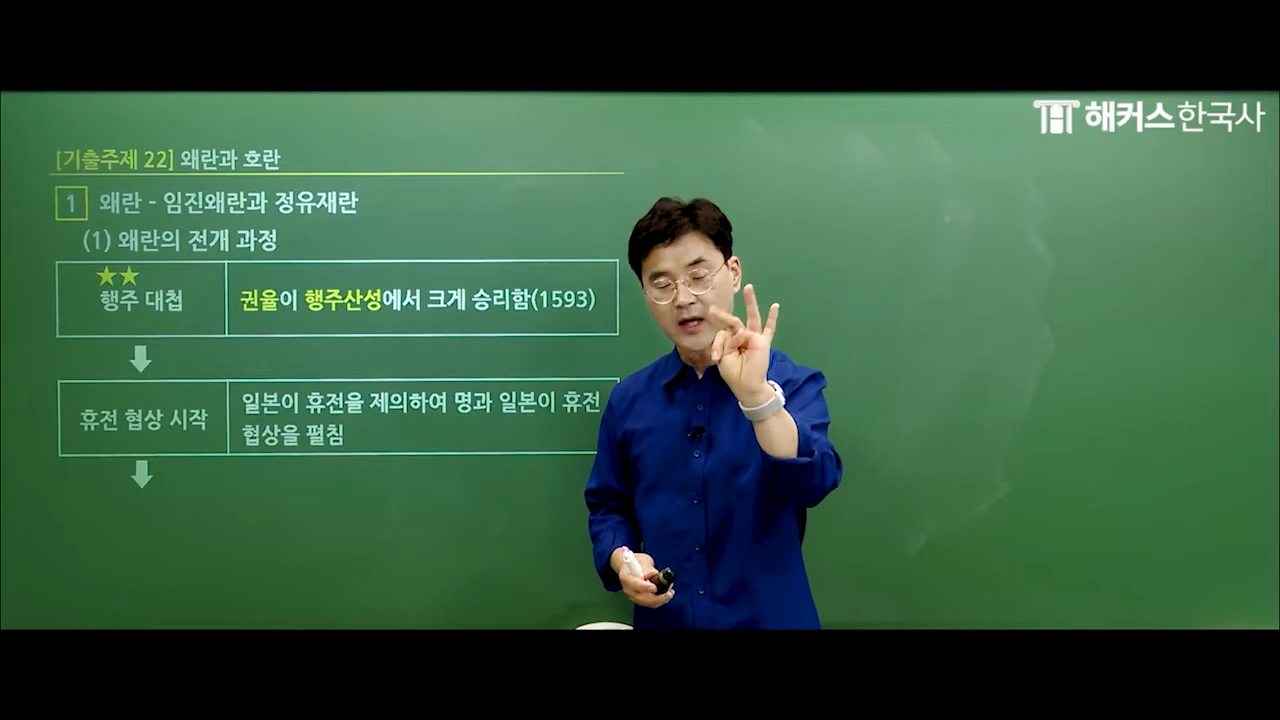 해커스한국사
[기출주제 22] 왜란과 호란
1 왜란 - 임진왜란과 정유재란
(1) 왜란의 전개 과정
★★
행주 대첩
권율이 행주산성에서 크게 승리함(1593)
휴전 협상 시작
일본이 휴전을 제의하여 명과 일본이 휴전
협상을 펼침